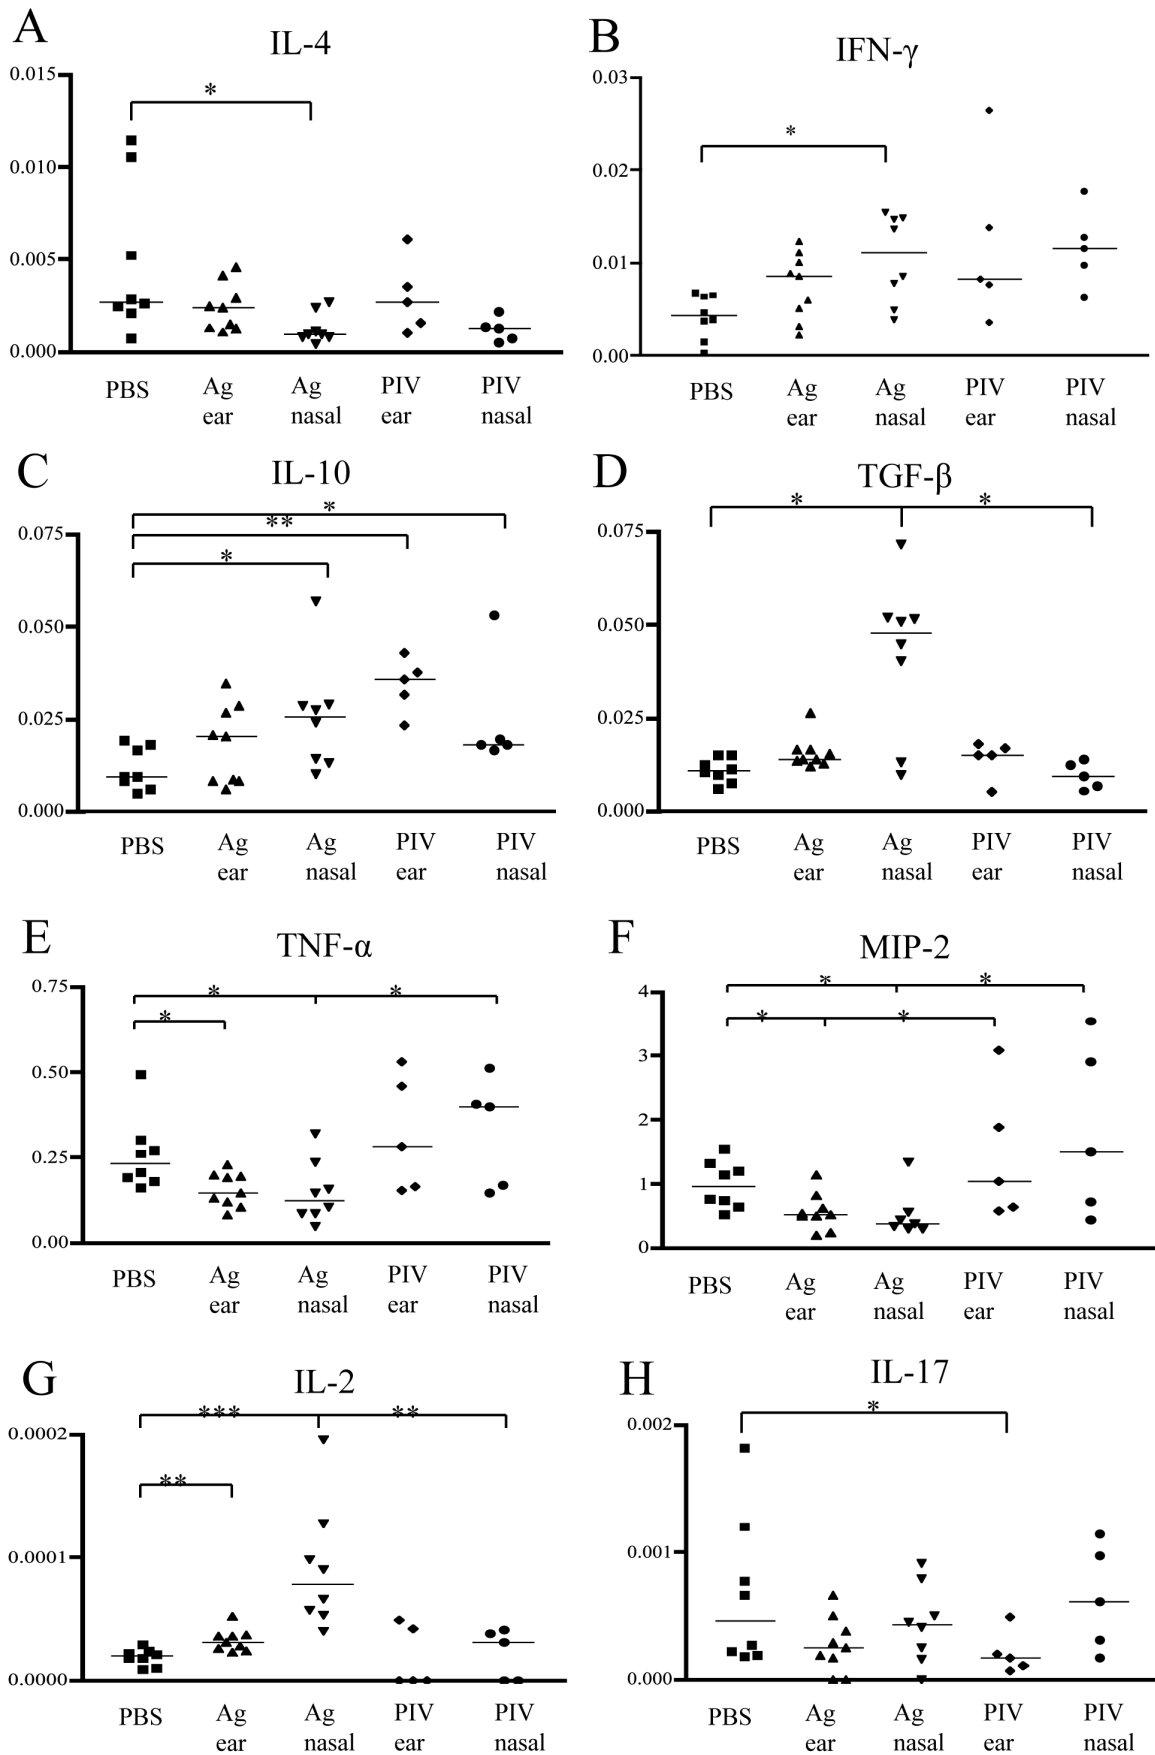 A
IL-4
0.015
*
0.010
0.005
0.000
PBS
Ag
ear
Ag
nasal
PIV
ear
PIV
nasal
B
IFN-γ
0.03
*
0.02
0.01
0.00
PBS
Ag
ear
Ag
nasal
PIV
ear
PIV
nasal
C
IL-10
*
**
*
0.075
0.050
0.025
0.000
PBS
Ag
ear
Ag
nasal
PIV
ear
PIV
nasal
D
TGF-β
* *
0.075
0.050
0.025
0.000
PBS
Ag
ear
Ag
nasal
PIV
ear
PIV
nasal
E
TNF-α
0.75
* *
*
0.50
0.25
0.00
PBS
Ag
ear
Ag
nasal
PIV
ear
PIV
nasal
F
MIP-2
* *
* *
4
3
2
1
0
PBS
Ag
ear
Ag
nasal
PIV
ear
PIV
nasal
G
IL-2
*** **
**
0.0002
0.0001
0.0000
PBS
Ag
ear
Ag
nasal
PIV
ear
PIV
nasal
H
IL-17
*
0.002
0.001
0.000
PBS
Ag
ear
Ag
nasal
PIV
ear
PIV
nasal